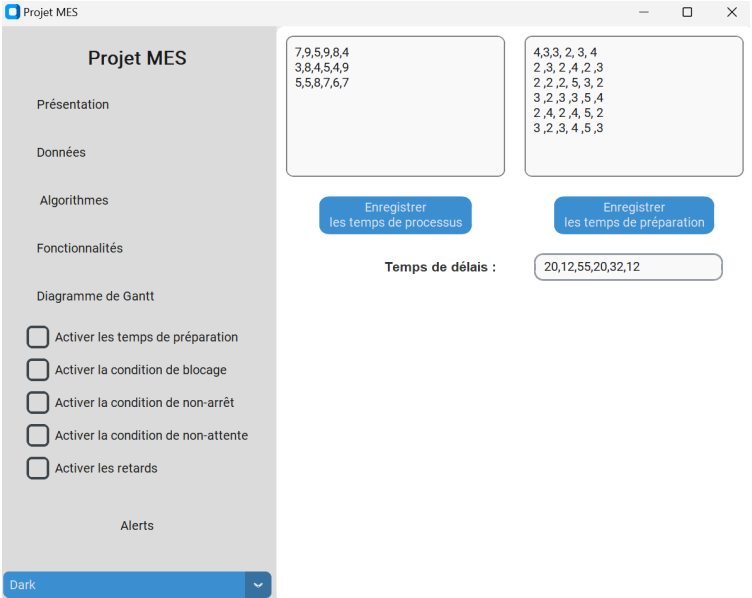 Projet MES
Projet MES
Présentation
Données
Algorithmes
Fonctionnalités
Diagramme de Gantt
Activer les temps de préparation
Activer la condition de blocage
Activer la condition de non-arrêt
Activer la condition de non-attente
Activer les retards
Alerts
Dark
7,9,5,9,8,4
3,8,4,5,4,9
5,5,8,7,6,7
Enregistrer
les temps de processus
4,3,3, 2, 3, 4
2 ,3, 2 ,4 ,2 ,3
2 ,2 ,2, 5, 3, 2
3 ,2 ,3 ,3 ,5 ,4
2 ,4, 2 ,4, 5, 2
3 ,2 ,3, 4 ,5 ,3
Enregistrer
les temps de préparation
Temps de délais :
20,12,55,20,32,12